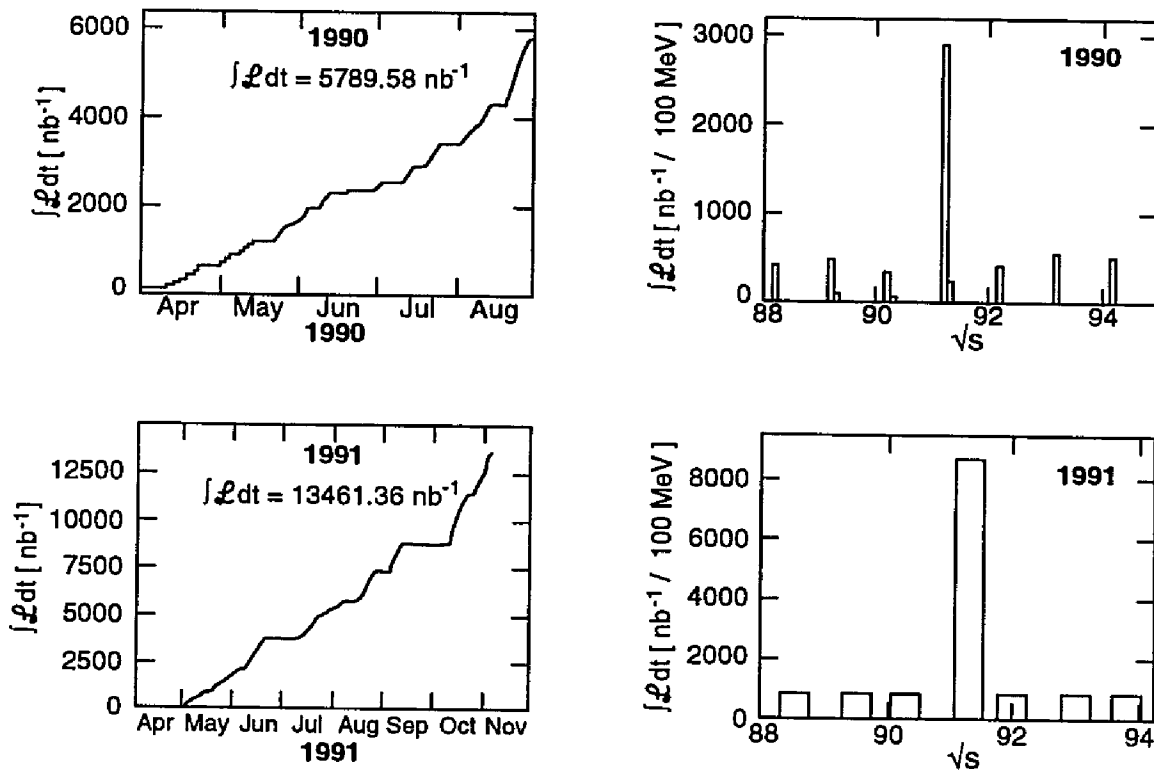 1990
∫ℒdt = 5789.58 nb⁻¹
∫ℒdt [ nb⁻¹]
6000
4000
2000
0
Apr May Jun Jul Aug
1990
1990
∫ℒdt [ nb⁻¹ / 100 MeV]
3000
2000
1000
0
88 90 92 94
√s
1991
∫ℒdt = 13461.36 nb⁻¹
∫ℒdt [ nb⁻¹]
12500
10000
7500
5000
2500
0
Apr May Jun Jul Aug Sep Oct Nov
1991
1991
∫ℒdt [ nb⁻¹ / 100 MeV]
8000
6000
4000
2000
0
88 90 92 94
√s